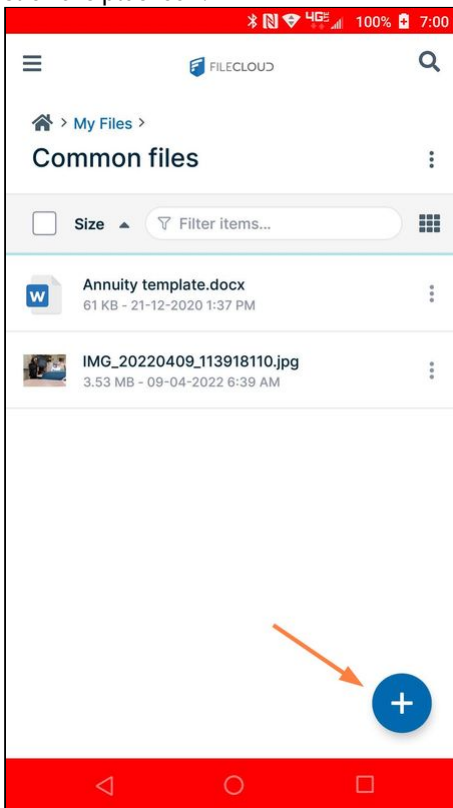 4GE 100% 7:00
FILECLOUD
> My Files >
Common files
Size Filter items...
W
Annuity template.docx
61 KB - 21-12-2020 1:37 PM
IMG_20220409_113918110.jpg
3.53 MB - 09-04-2022 6:39 AM
+